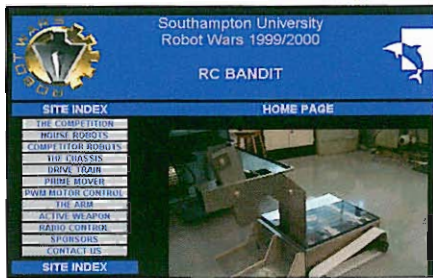 Southampton University
Robot Wars 1999/2000
RC BANDIT
ROBOT WARS
SITE INDEX
HOME PAGE
THE COMPETITION
HOUSE ROBOTS
COMPETITOR ROBOTS
THE CHASSIS
DRIVE TRAIN
PRIME MOVER
PWM MOTOR CONTROL
THE ARM
ACTIVE WEAPON
RADIO CONTROL
SPONSORS
CONTACT US
SITE INDEX